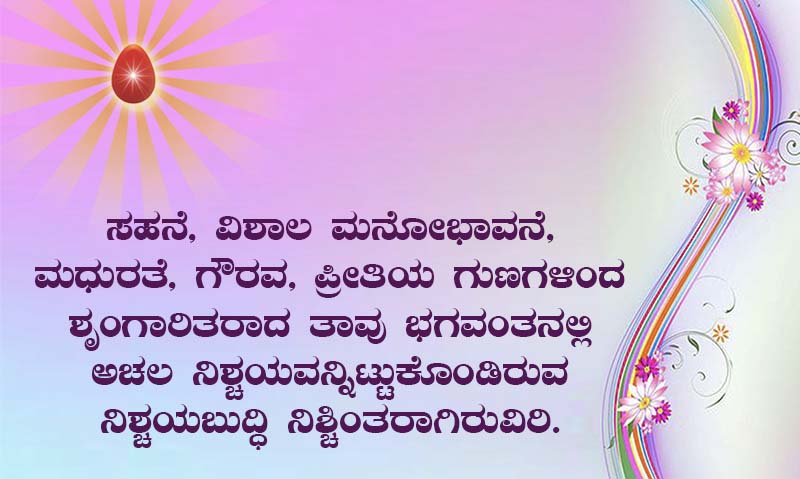 ಸಹನೆ, ವಿಶಾಲ ಮನೋಭಾವನೆ,
ಮಧುರತೆ, ಗೌರವ, ಪ್ರೀತಿಯ ಗುಣಗಳಿಂದ
ಶೃಂಗಾರಿತರಾದ ತಾವು ಭಗವಂತನಲ್ಲಿ
ಅಚಲ ನಿಶ್ಚಯವನ್ನಿಟ್ಟುಕೊಂಡಿರುವ
ನಿಶ್ಚಯಬುದ್ಧಿ ನಿಶ್ಚಿಂತರಾಗಿರುವಿರಿ.